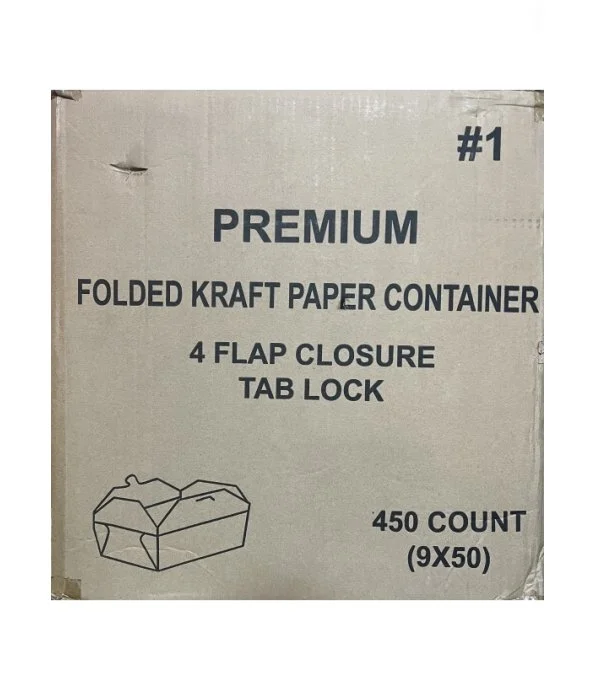 #1
PREMIUM
FOLDED KRAFT PAPER CONTAINER
4 FLAP CLOSURE
TAB LOCK
450 COUNT
(9X50)